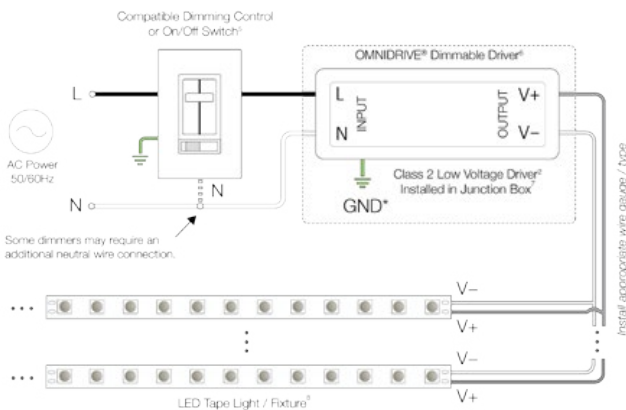 Compatible Dimming Control
or On/Off Switch⁵
OMNIDRIVE® Dimmable Driver⁶
L
L
N
INPUT
OUTPUT
V+
V−
AC Power
50/60Hz
N
N
GND*
Class 2 Low Voltage Driver²
Installed in Junction Box⁷
Some dimmers may require an
additional neutral wire connection.
Install appropriate wire gauge / type
V−
V+
V−
V+
LED Tape Light / Fixture⁸